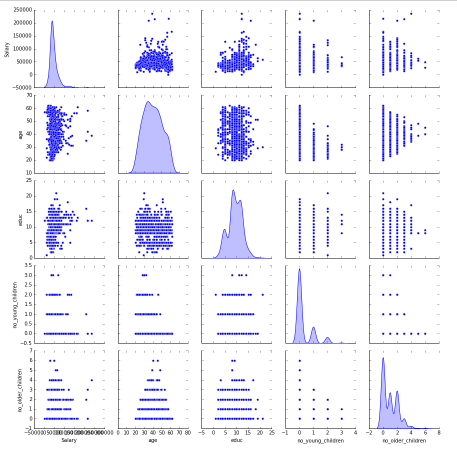 250000
200000
150000
100000
50000
0
−50000
Salary
70
60
50
40
30
20
10
age
25
20
15
10
5
0
educ
3.5
3.0
2.5
2.0
1.5
1.0
0.5
0.0
−0.5
no_young_children
7
6
5
4
3
2
1
0
−1
no_older_children
Salary
0 10 20 30 40 50 60 70 80
age
−5 0 5 10 15 20 25
educ
−1 0 1 2 3 4
no_young_children
−2 0 2 4 6 8
no_older_children